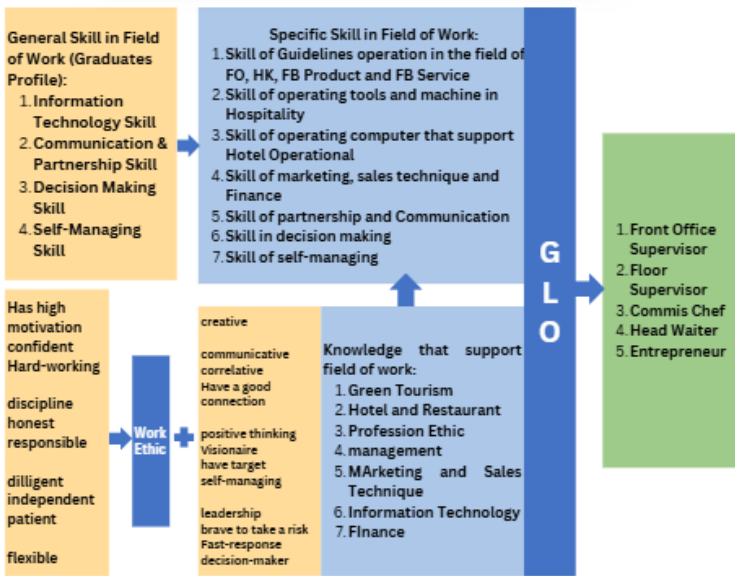 General Skill in Field
of Work (Graduates
Profile):
1. Information
Technology Skill
2. Communication &
Partnership Skill
3. Decision Making
Skill
4. Self-Managing
Skill
Specific Skill in Field of Work:
1. Skill of Guidelines operation in the field of
FO, HK, FB Product and FB Service
2. Skill of operating tools and machine in
Hospitality
3. Skill of operating computer that support
Hotel Operational
4. Skill of marketing, sales technique and
Finance
5. Skill of partnership and Communication
6. Skill in decision making
7. Skill of self-managing
Has high
motivation
confident
Hard-working
discipline
honest
responsible
dilligent
independent
patient
flexible
Work
Ethic
creative
communicative
correlative
Have a good
connection
positive thinking
Visionaire
have target
self-managing
leadership
brave to take a risk
Fast-response
decision-maker
Knowledge that support
field of work:
1. Green Tourism
2. Hotel and Restaurant
3. Profession Ethic
4. management
5. MArketing and Sales
Technique
6. Information Technology
7. FInance
G
L
O
1. Front Office
Supervisor
2. Floor
Supervisor
3. Commis Chef
4. Head Waiter
5. Entrepreneur